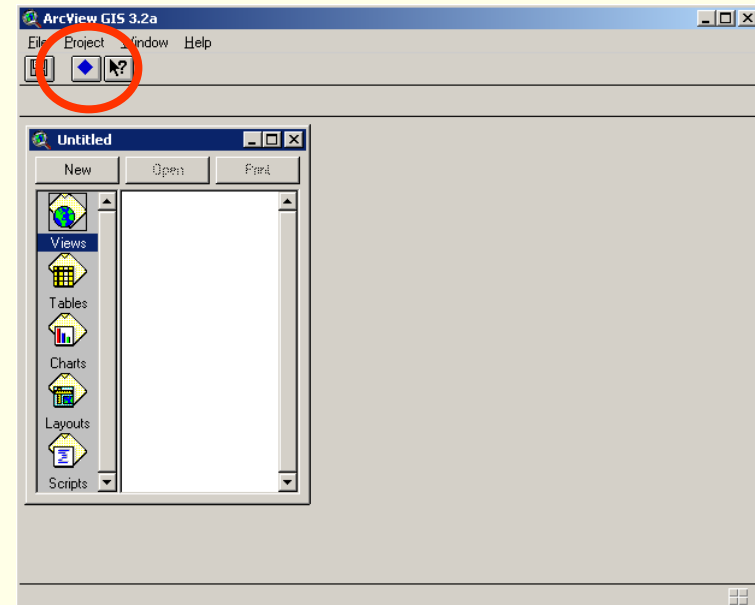 ArcView GIS 3.2a
File Project Window Help
?
Untitled
New Open Print
Views
Tables
Charts
Layouts
Scripts